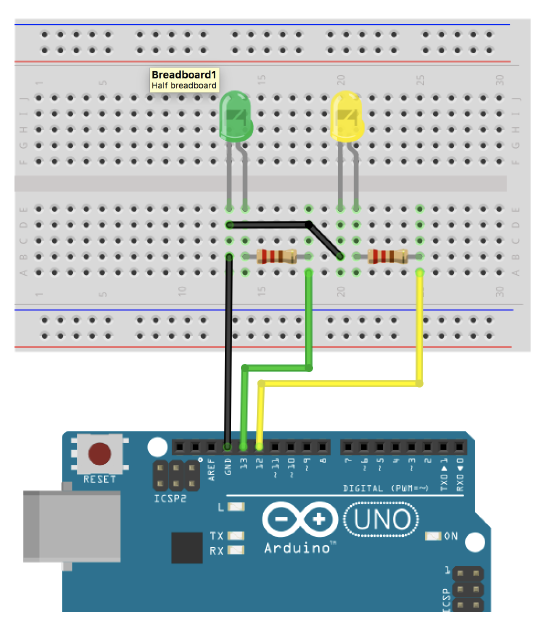 Breadboard1
Half breadboard
1 5 10 15 20 25 30
J
I
H
G
F
E
D
C
B
A
1 5 10 15 20 25 30
AREF
GND
13
12
~11
~10
~9
8
7
~6
~5
4
~3
2
TX0 ▶ 1
RX0 ◀ 0
RESET
ICSP2
DIGITAL (PWM=~)
L
TX
RX
Arduino™
UNO
ON
1
ICSP